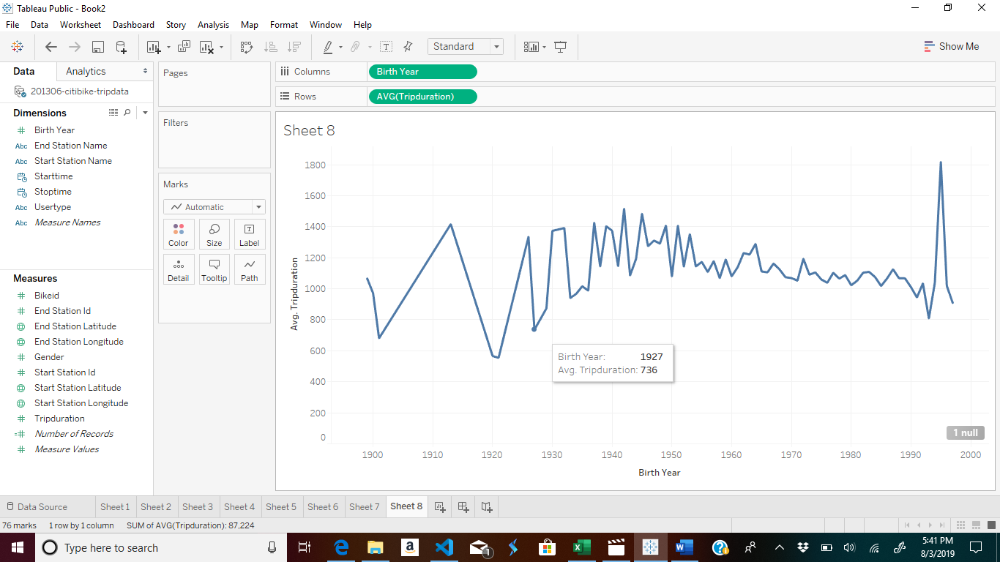 Tableau Public - Book2
File Data Worksheet Dashboard Story Analysis Map Format Window Help
Standard
Show Me
Data Analytics
201306-citibike-tripdata
Dimensions
# Birth Year
Abc End Station Name
Abc Start Station Name
Starttime
Stoptime
Abc Usertype
Abc Measure Names
Measures
# Bikeid
# End Station Id
End Station Latitude
End Station Longitude
# Gender
# Start Station Id
Start Station Latitude
Start Station Longitude
# Tripduration
=# Number of Records
# Measure Values
Pages
Filters
Marks
Automatic
Color Size Label
Detail Tooltip Path
Columns Birth Year
Rows AVG(Tripduration)
Sheet 8
Avg. Tripduration
1800
1600
1400
1200
1000
800
600
400
200
0
Birth Year: 1927
Avg. Tripduration: 736
1 null
1900 1910 1920 1930 1940 1950 1960 1970 1980 1990 2000
Birth Year
Data Source Sheet 1 Sheet 2 Sheet 3 Sheet 4 Sheet 5 Sheet 6 Sheet 7 Sheet 8
76 marks 1 row by 1 column SUM of AVG(Tripduration): 87,224
Type here to search
1
5:41 PM
8/3/2019